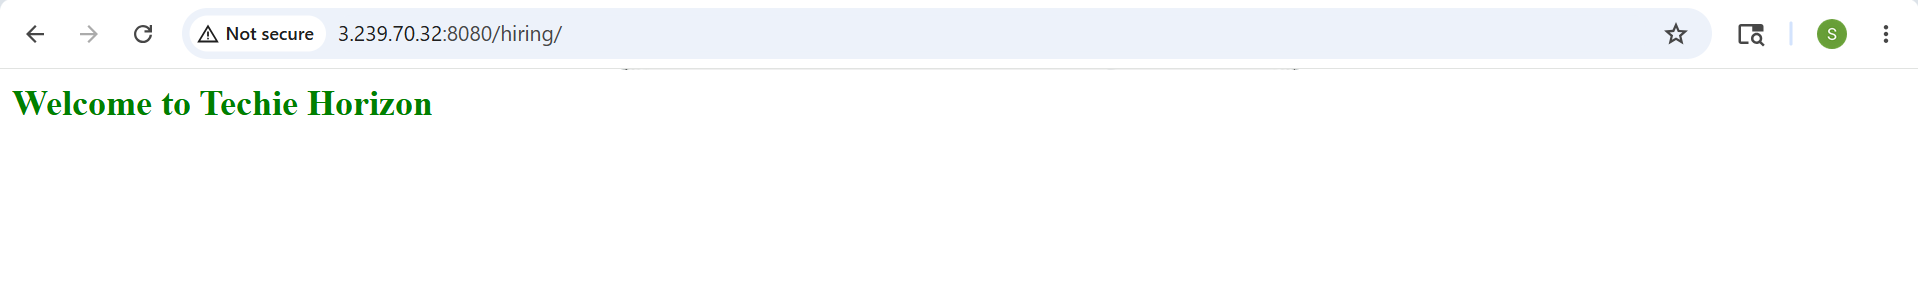 Not secure 3.239.70.32:8080/hiring/ S
Welcome to Techie Horizon